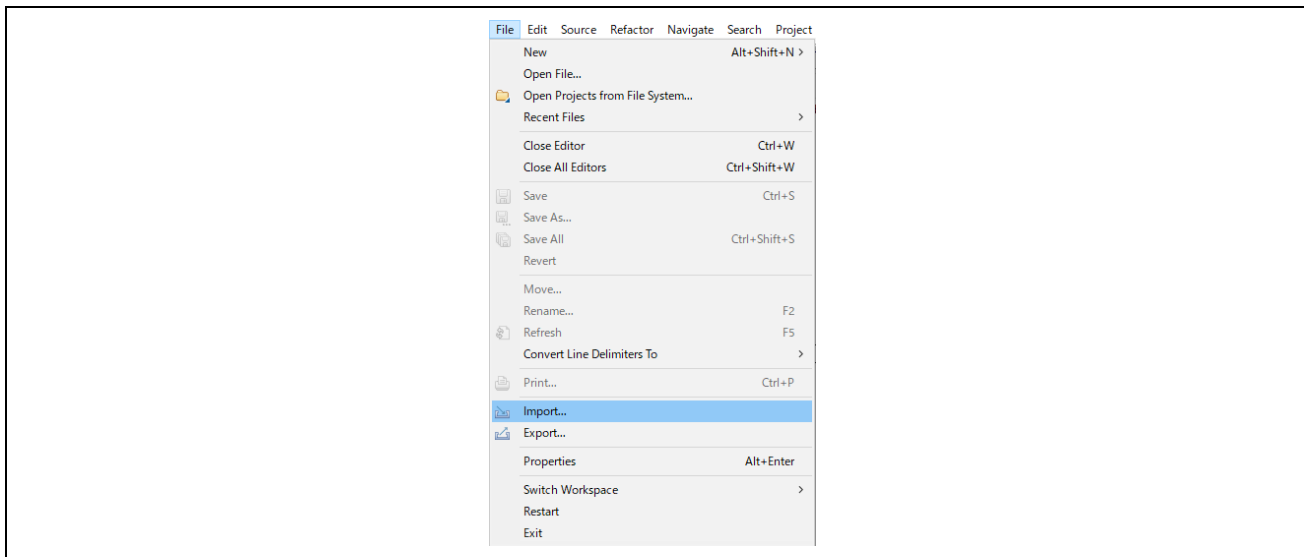 File Edit Source Refactor Navigate Search Project
New Alt+Shift+N >
Open File...
Open Projects from File System...
Recent Files >
Close Editor Ctrl+W
Close All Editors Ctrl+Shift+W
Save Ctrl+S
Save As...
Save All Ctrl+Shift+S
Revert
Move...
Rename... F2
Refresh F5
Convert Line Delimiters To >
Print... Ctrl+P
Import...
Export...
Properties Alt+Enter
Switch Workspace >
Restart
Exit